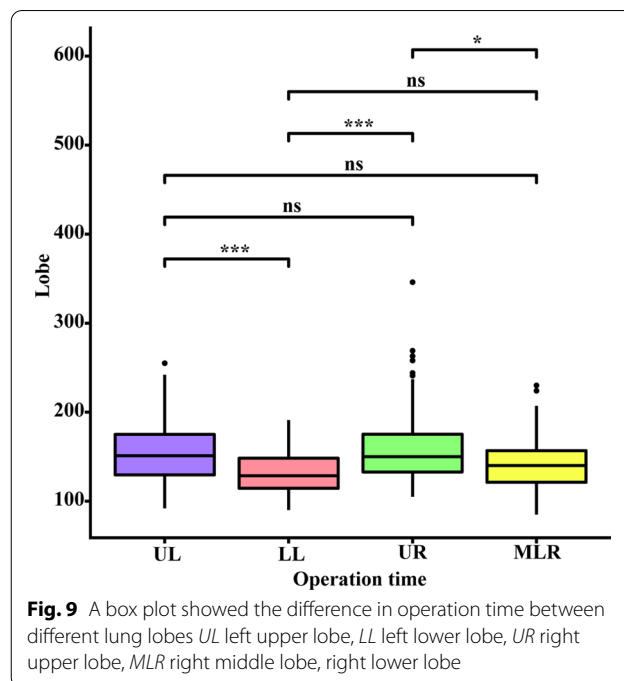 600
*
ns
500
***
ns
400
ns
***
Lobe
300
200
100
UL LL UR MLR
Operation time
Fig. 9 A box plot showed the difference in operation time between
different lung lobes UL left upper lobe, LL left lower lobe, UR right
upper lobe, MLR right middle lobe, right lower lobe